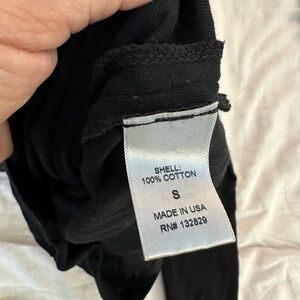 SHELL:
100% COTTON
S
MADE IN USA
RN# 132829